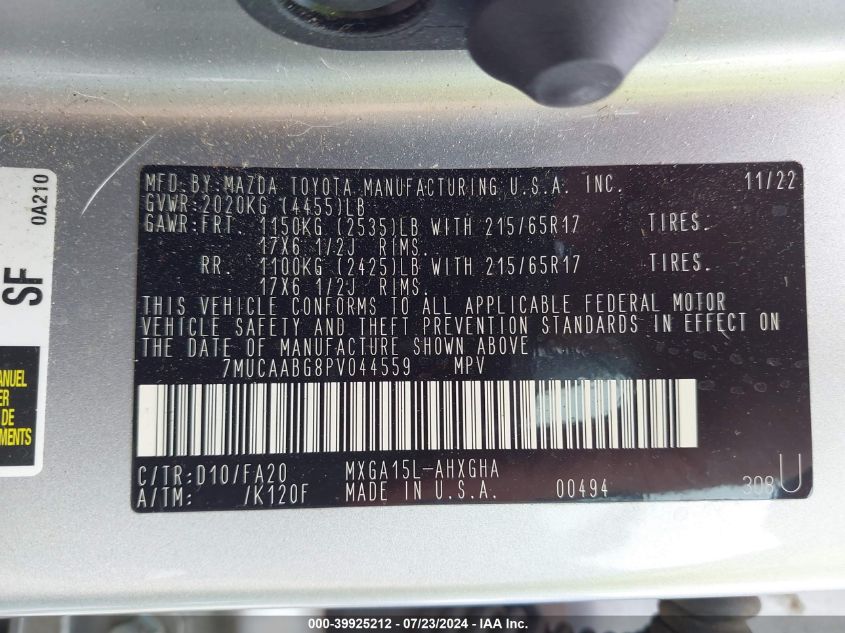 MFD.BY:MAZDA TOYOTA MANUFACTURING U.S.A. INC. 11/22
GVWR:2020KG (4455)LB
GAWR:FRT. 1150KG (2535)LB WITH 215/65R17 TIRES.
17X6 1/2J RIMS.
RR. 1100KG (2425)LB WITH 215/65R17 TIRES.
17X6 1/2J RIMS.
THIS VEHICLE CONFORMS TO ALL APPLICABLE FEDERAL MOTOR
VEHICLE SAFETY AND THEFT PREVENTION STANDARDS IN EFFECT ON
THE DATE OF MANUFACTURE SHOWN ABOVE.
7MUCAABG8PV044559 MPV
C/TR:D10/FA20 MXGA15L-AHXGHA
A/TM: /K120F MADE IN U.S.A. 00494 308U
0A210
SF
MANUEL
DE
000-39925212 - 07/23/2024 - IAAI.com Inc.